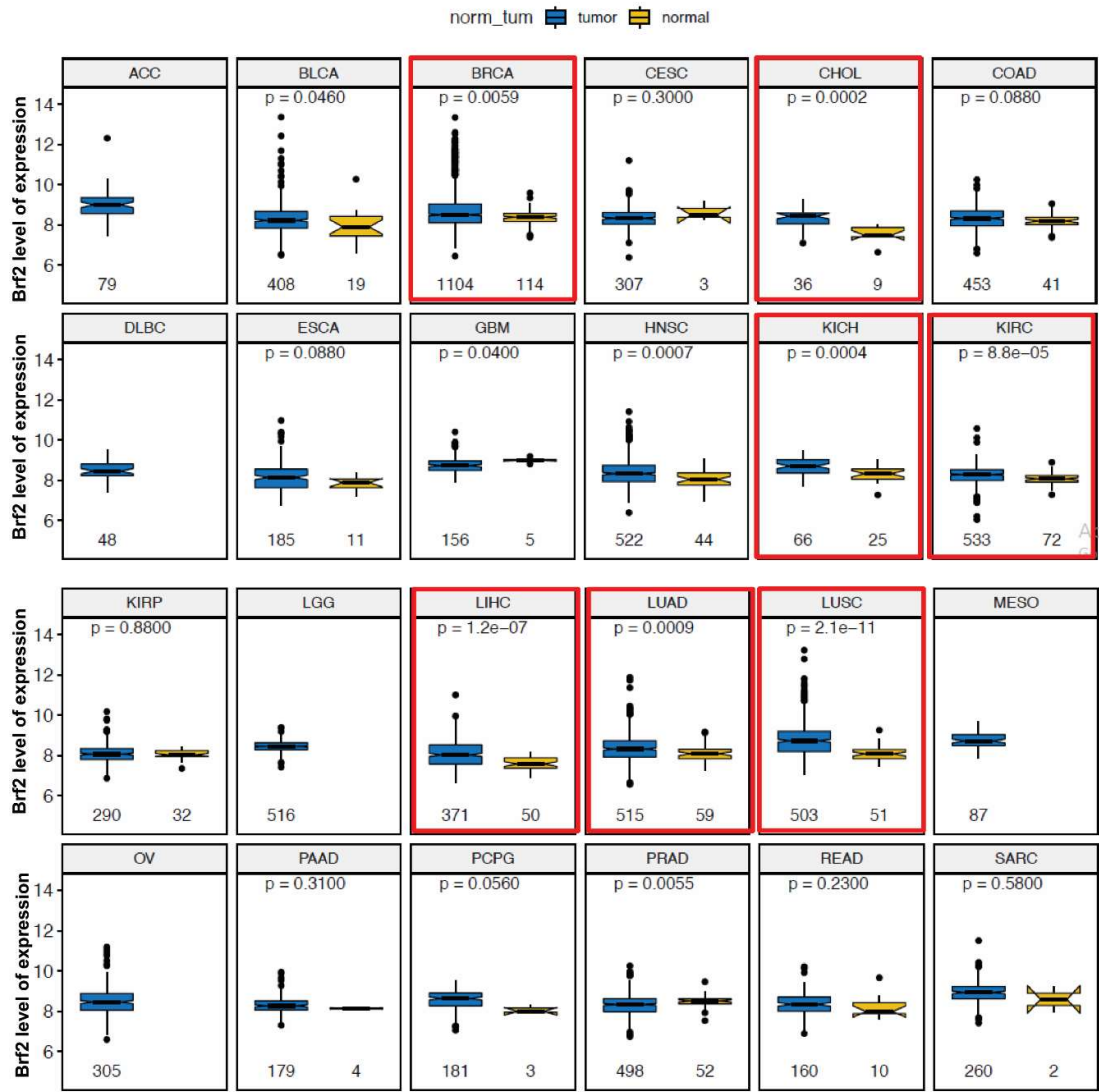 norm_tum tumor normal
ACC BLCA BRCA CESC CHOL COAD
p = 0.0460 p = 0.0059 p = 0.3000 p = 0.0002 p = 0.0880
Brf2 level of expression
14
12
10
8
6
79 408 19 1104 114 307 3 36 9 453 41
DLBC ESCA GBM HNSC KICH KIRC
p = 0.0880 p = 0.0400 p = 0.0007 p = 0.0004 p = 8.8e-05
Brf2 level of expression
14
12
10
8
6
48 185 11 156 5 522 44 66 25 533 72
KIRP LGG LIHC LUAD LUSC MESO
p = 0.8800 p = 1.2e-07 p = 0.0009 p = 2.1e-11
Brf2 level of expression
14
12
10
8
6
290 32 516 371 50 515 59 503 51 87
OV PAAD PCPG PRAD READ SARC
p = 0.3100 p = 0.0560 p = 0.0055 p = 0.2300 p = 0.5800
Brf2 level of expression
14
12
10
8
6
305 179 4 181 3 498 52 160 10 260 2